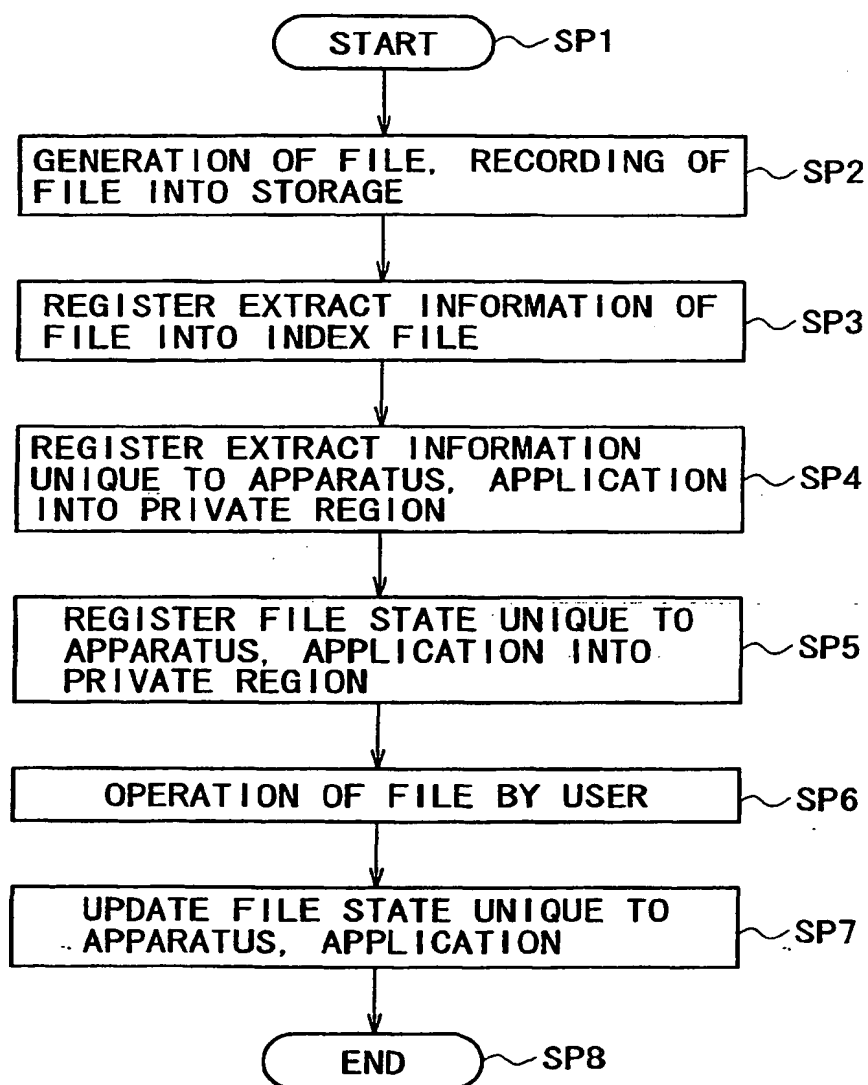 START
SP1
GENERATION OF FILE, RECORDING OF
FILE INTO STORAGE
SP2
REGISTER EXTRACT INFORMATION OF
FILE INTO INDEX FILE
SP3
REGISTER EXTRACT INFORMATION
UNIQUE TO APPARATUS, APPLICATION
INTO PRIVATE REGION
SP4
REGISTER FILE STATE UNIQUE TO
APPARATUS, APPLICATION INTO
PRIVATE REGION
SP5
OPERATION OF FILE BY USER
SP6
UPDATE FILE STATE UNIQUE TO
APPARATUS, APPLICATION
SP7
END
SP8